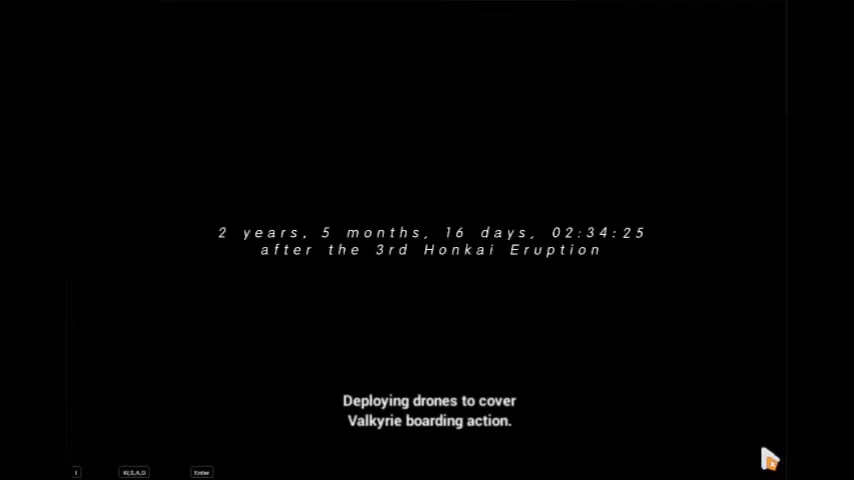 2 years, 5 months, 16 days, 02:34:25
after the 3rd Honkai Eruption
Deploying drones to cover
Valkyrie boarding action.
W,S,A,D
Enter